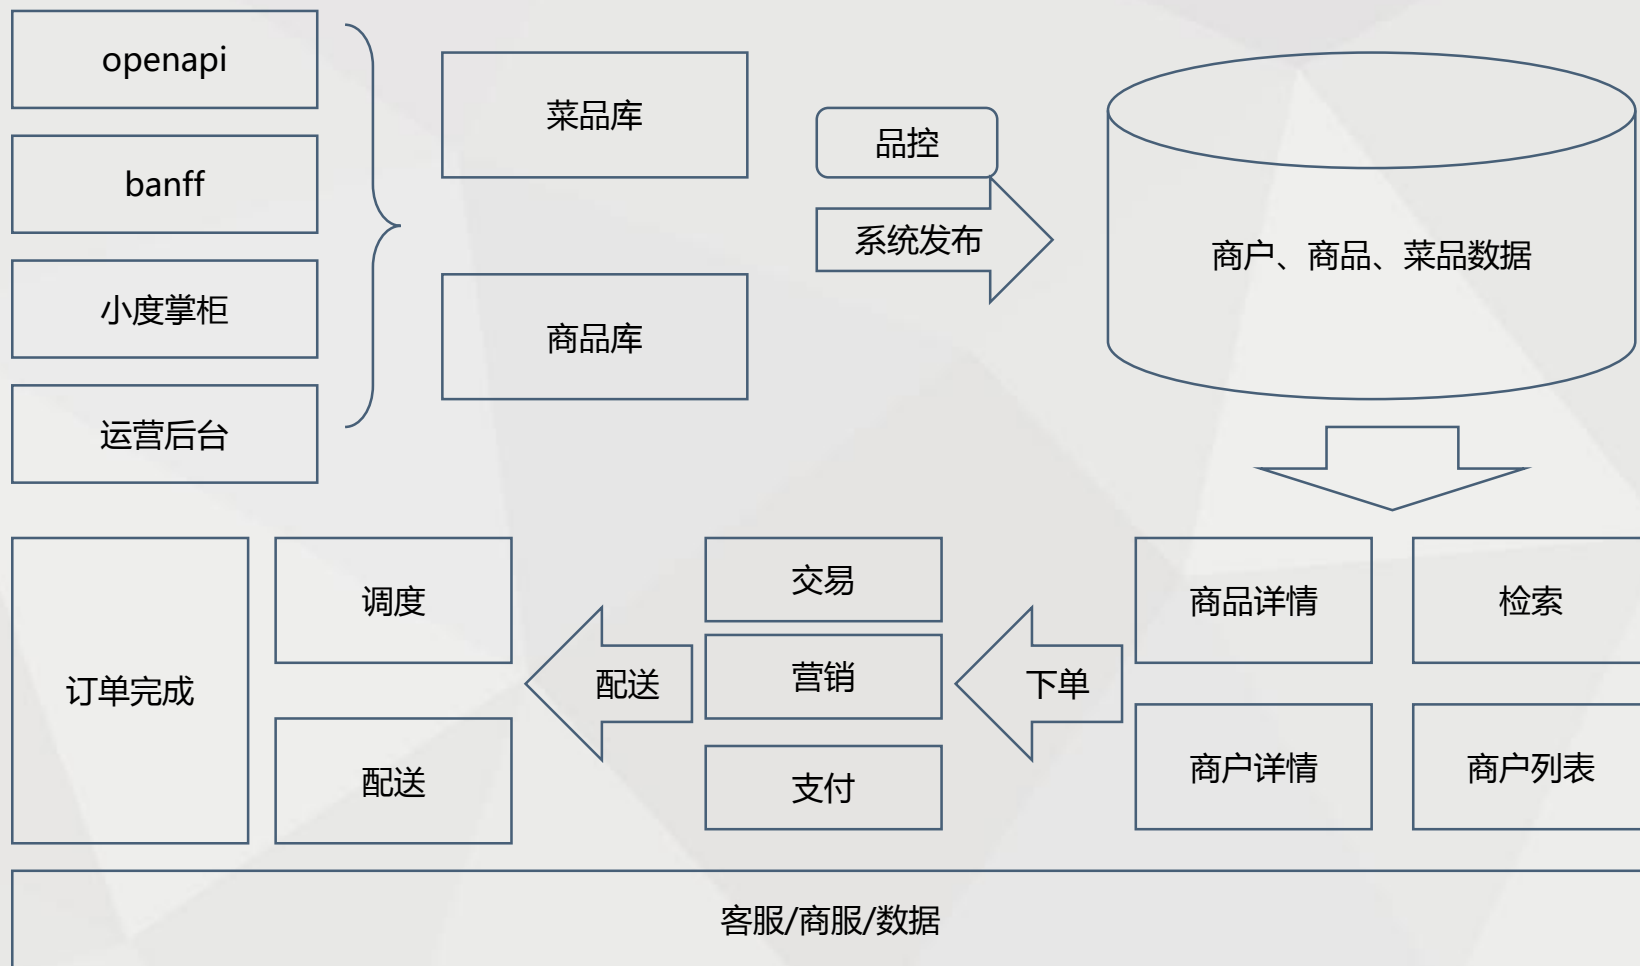 openapi
banff
小度掌柜
运营后台
菜品库
商品库
品控
系统发布
商户、商品、菜品数据
商品详情
检索
商户详情
商户列表
下单
交易
营销
支付
配送
调度
配送
订单完成
客服/商服/数据